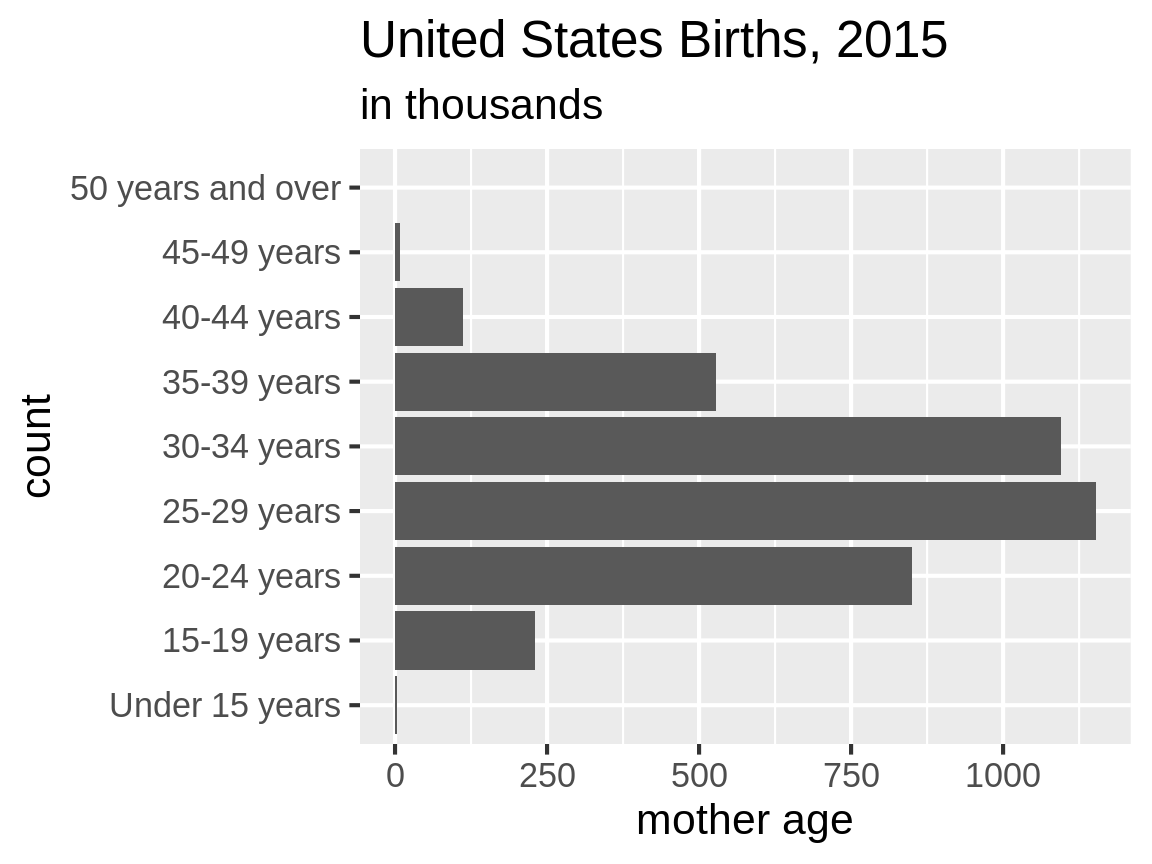 United States Births, 2015
in thousands
50 years and over
45-49 years
40-44 years
35-39 years
30-34 years
25-29 years
20-24 years
15-19 years
Under 15 years
count
0 250 500 750 1000
mother age